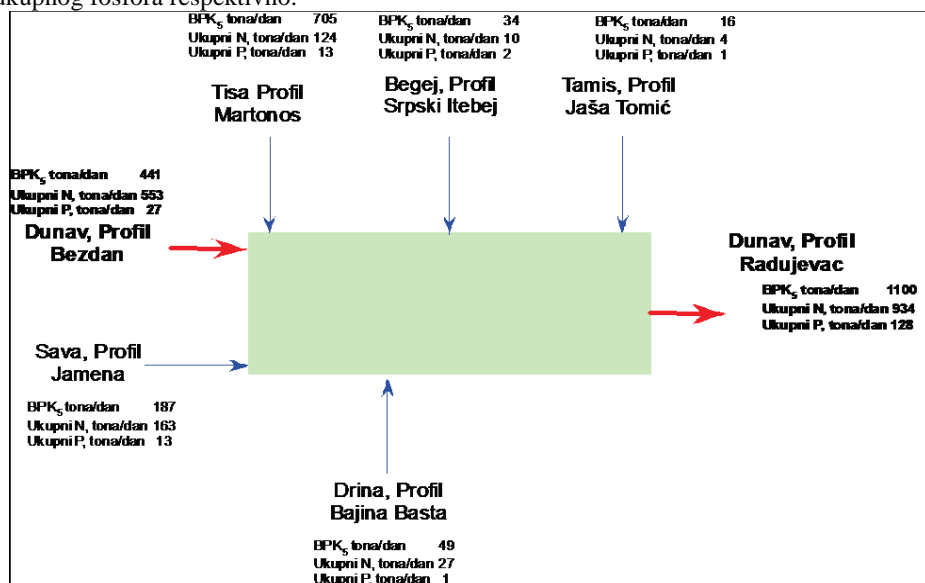 ukupnog fosfora respektivno.
BPK5 tona/dan 705
Ukupni N, tona/dan 124
Ukupni P, tona/dan 13
Tisa Profil
Martonos
BPK5 tona/dan 34
Ukupni N, tona/dan 10
Ukupni P, tona/dan 2
Begej, Profil
Srpski Itebej
BPK5 tona/dan 16
Ukupni N, tona/dan 4
Ukupni P, tona/dan 1
Tamis, Profil
Jaša Tomić
BPK5 tona/dan 441
Ukupni N, tona/dan 553
Ukupni P, tona/dan 27
Dunav, Profil
Bezdan
Dunav, Profil
Radujevac
BPK5 tona/dan 1100
Ukupni N, tona/dan 934
Ukupni P, tona/dan 128
Sava, Profil
Jamena
BPK5 tona/dan 187
Ukupni N, tona/dan 163
Ukupni P, tona/dan 13
Drina, Profil
Bajina Basta
BPK5 tona/dan 49
Ukupni N, tona/dan 27
Ukupni P, tona/dan 1